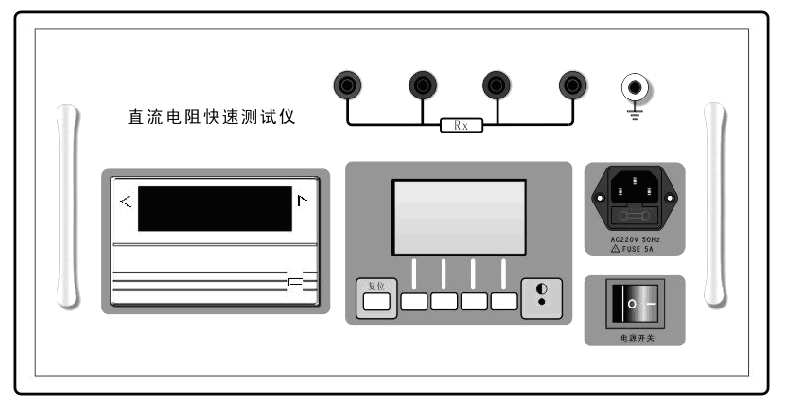 直流电阻快速测试仪
Rx
复位
AC220V 50Hz
FUSE 5A
电源开关